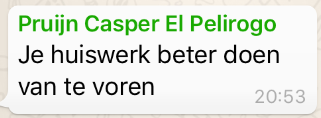 Pruijn Casper El Pelirogo
Je huiswerk beter doen
van te voren
20:53